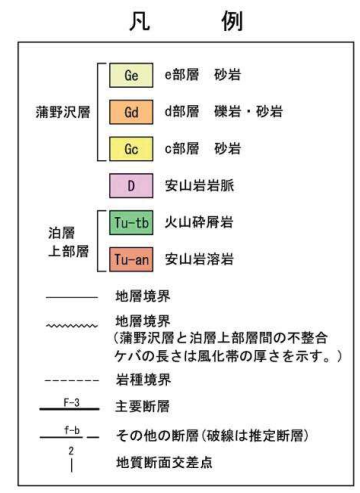 凡 例
Ge e部層 砂岩
蒲野沢層 Gd d部層 礫岩・砂岩
Gc c部層 砂岩
D 安山岩岩脈
泊層 Tu-tb 火山砕屑岩
上部層 Tu-an 安山岩溶岩
地層境界
地層境界
(蒲野沢層と泊層上部層間の不整合
ケバの長さは風化帯の厚さを示す。)
岩種境界
F-3 主要断層
f-b その他の断層(破線は推定断層)
2 地質断面交差点